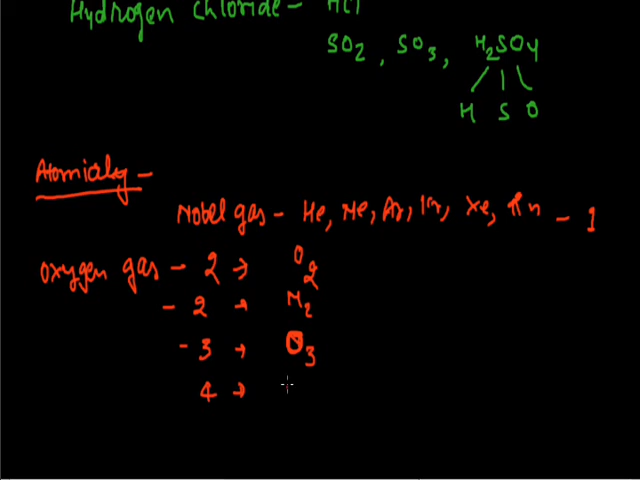 Hydrogen chloride - HCl
SO2, SO3, H2SO4
H S O
Atomicity -
Nobel gas - He, Ne, Ar, Kr, Xe, Rn - 1
Oxygen gas - 2 → O2
- 2 → N2
- 3 → O3
4 →